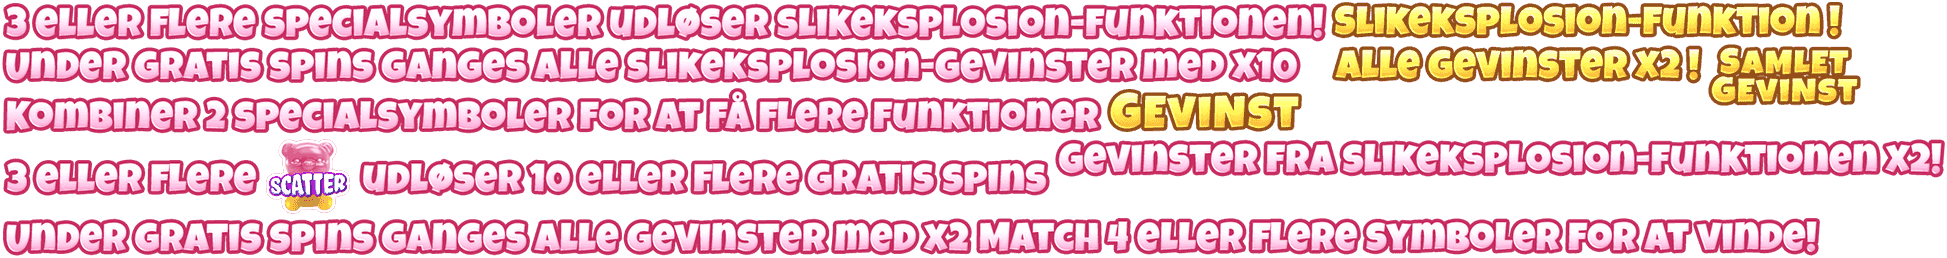 3 eller flere specialsymboler udløser slikeksplosion-funktionen!
slikeksplosion-funktion !
under gratis spins ganges alle slikeksplosion-gevinster med x10
alle gevinster x2 !
SAMLET
GEVINST
Kombiner 2 specialsymboler for at få flere funktioner
GEVINST
3 eller flere SCATTER udløser 10 eller flere gratis spins
Gevinster fra slikeksplosion-funktionen x2!
under gratis spins ganges alle gevinster med x2
Match 4 eller flere symboler for at vinde!